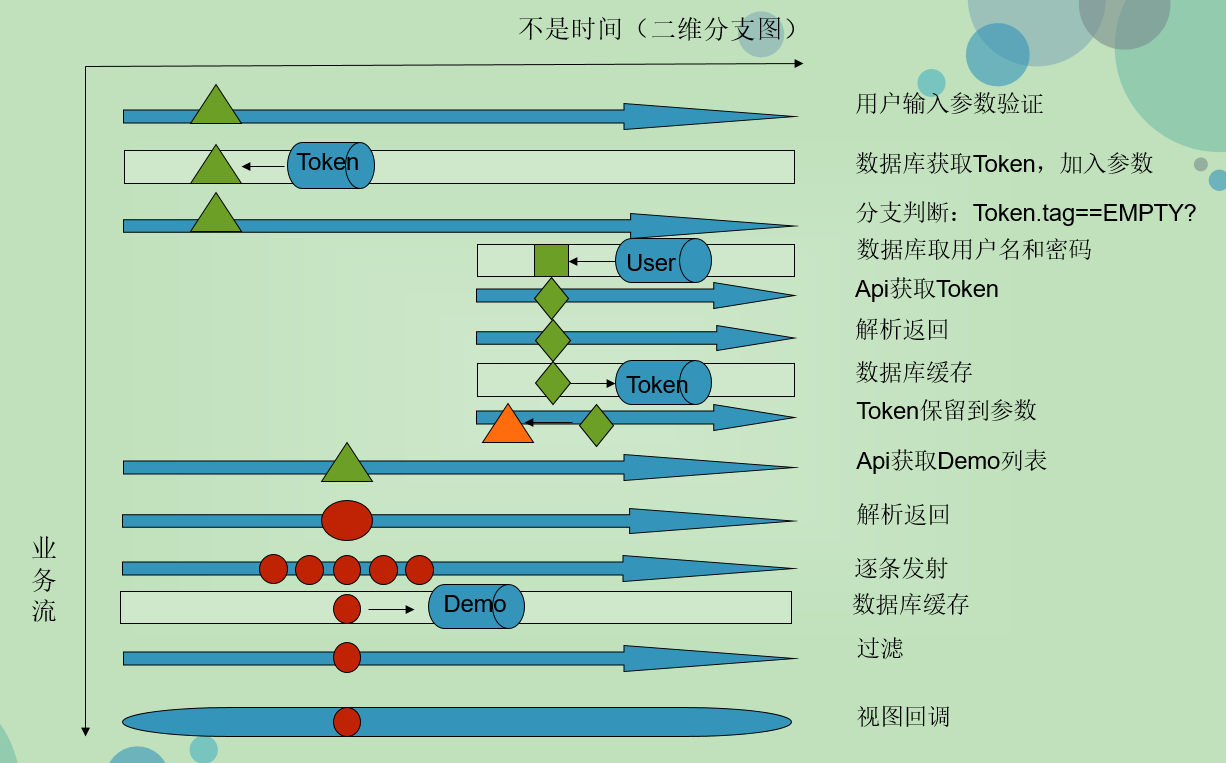 不是时间（二维分支图）
用户输入参数验证
Token
数据库获取Token，加入参数
分支判断：Token.tag==EMPTY?
User
数据库取用户名和密码
Api获取Token
解析返回
Token
数据库缓存
Token保留到参数
Api获取Demo列表
解析返回
逐条发射
Demo
数据库缓存
过滤
视图回调
业
务
流